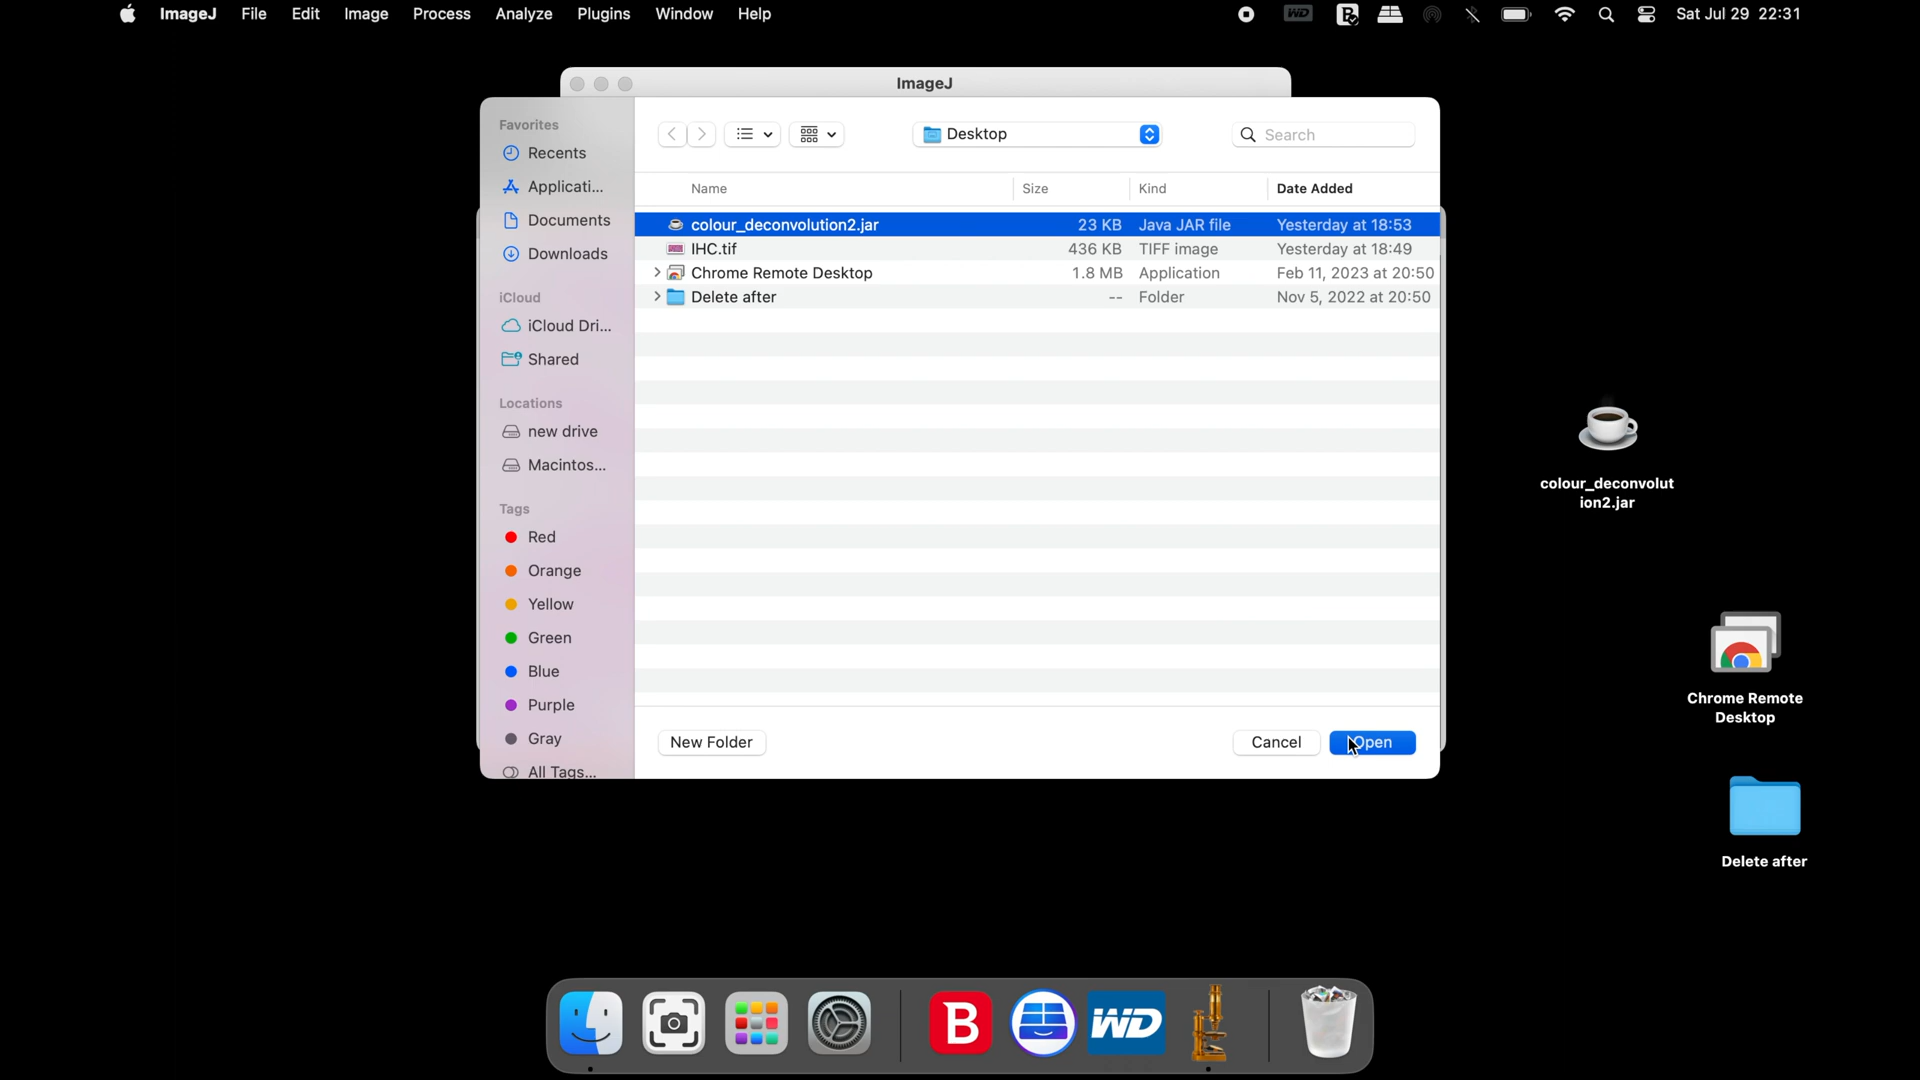 ImageJ File Edit Image Process Analyze Plugins Window Help WD Sat Jul 29 22:31
ImageJ
Favorites
Recents
Applicati...
Documents
Downloads
iCloud
iCloud Dri...
Shared
Locations
new drive
Macintos...
Tags
Red
Orange
Yellow
Green
Blue
Purple
Gray
All Tags...
Desktop Search
Name Size Kind Date Added
colour_deconvolution2.jar 23 KB Java JAR file Yesterday at 18:53
IHC.tif 436 KB TIFF image Yesterday at 18:49
Chrome Remote Desktop 1.8 MB Application Feb 11, 2023 at 20:50
Delete after -- Folder Nov 5, 2022 at 20:50
New Folder Cancel Open
colour_deconvolut
ion2.jar
Chrome Remote
Desktop
Delete after
B WD